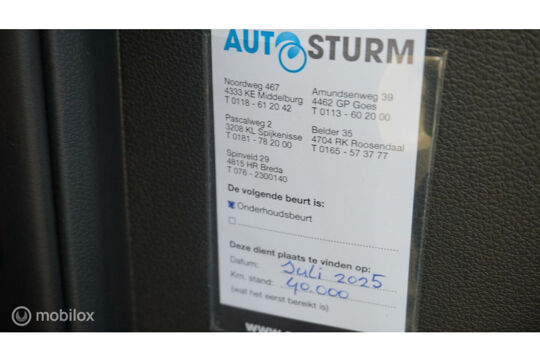 AUTOSTURM
Noordweg 467
4333 KE Middelburg
T 0118 - 61 20 42
Amundsenweg 39
4462 GP Goes
T 0113 - 60 20 00
Pascalweg 2
3208 KL Spijkenisse
T 0181 - 78 20 00
Belder 35
4704 RK Roosendaal
T 0165 - 57 37 77
Spinveld 29
4815 HR Breda
T 076 - 2300140
De volgende beurt is:
Onderhoudsbeurt
Deze dient plaats te vinden op:
Datum: Juli 2025
Km. stand: 40.000
(wat het eerst bereikt is)
mobilox